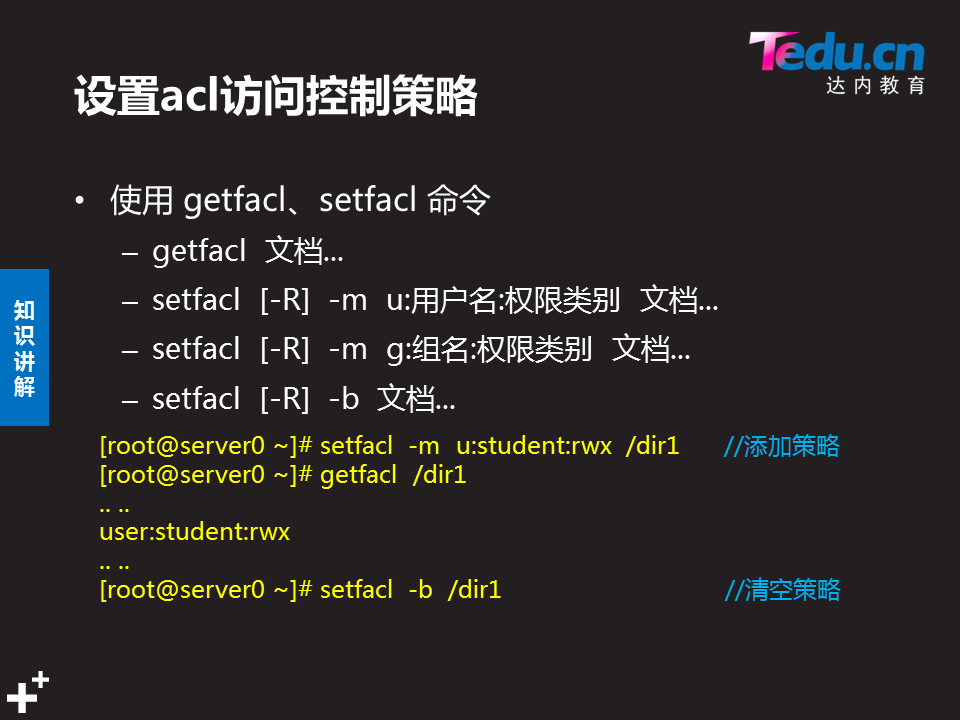 Tedu.cn
达内教育
设置acl访问控制策略
• 使用 getfacl、setfacl 命令
– getfacl 文档...
– setfacl [-R] -m u:用户名:权限类别 文档...
– setfacl [-R] -m g:组名:权限类别 文档...
– setfacl [-R] -b 文档...
知识讲解
[root@server0 ~]# setfacl -m u:student:rwx /dir1 //添加策略
[root@server0 ~]# getfacl /dir1
.. ..
user:student:rwx
.. ..
[root@server0 ~]# setfacl -b /dir1 //清空策略